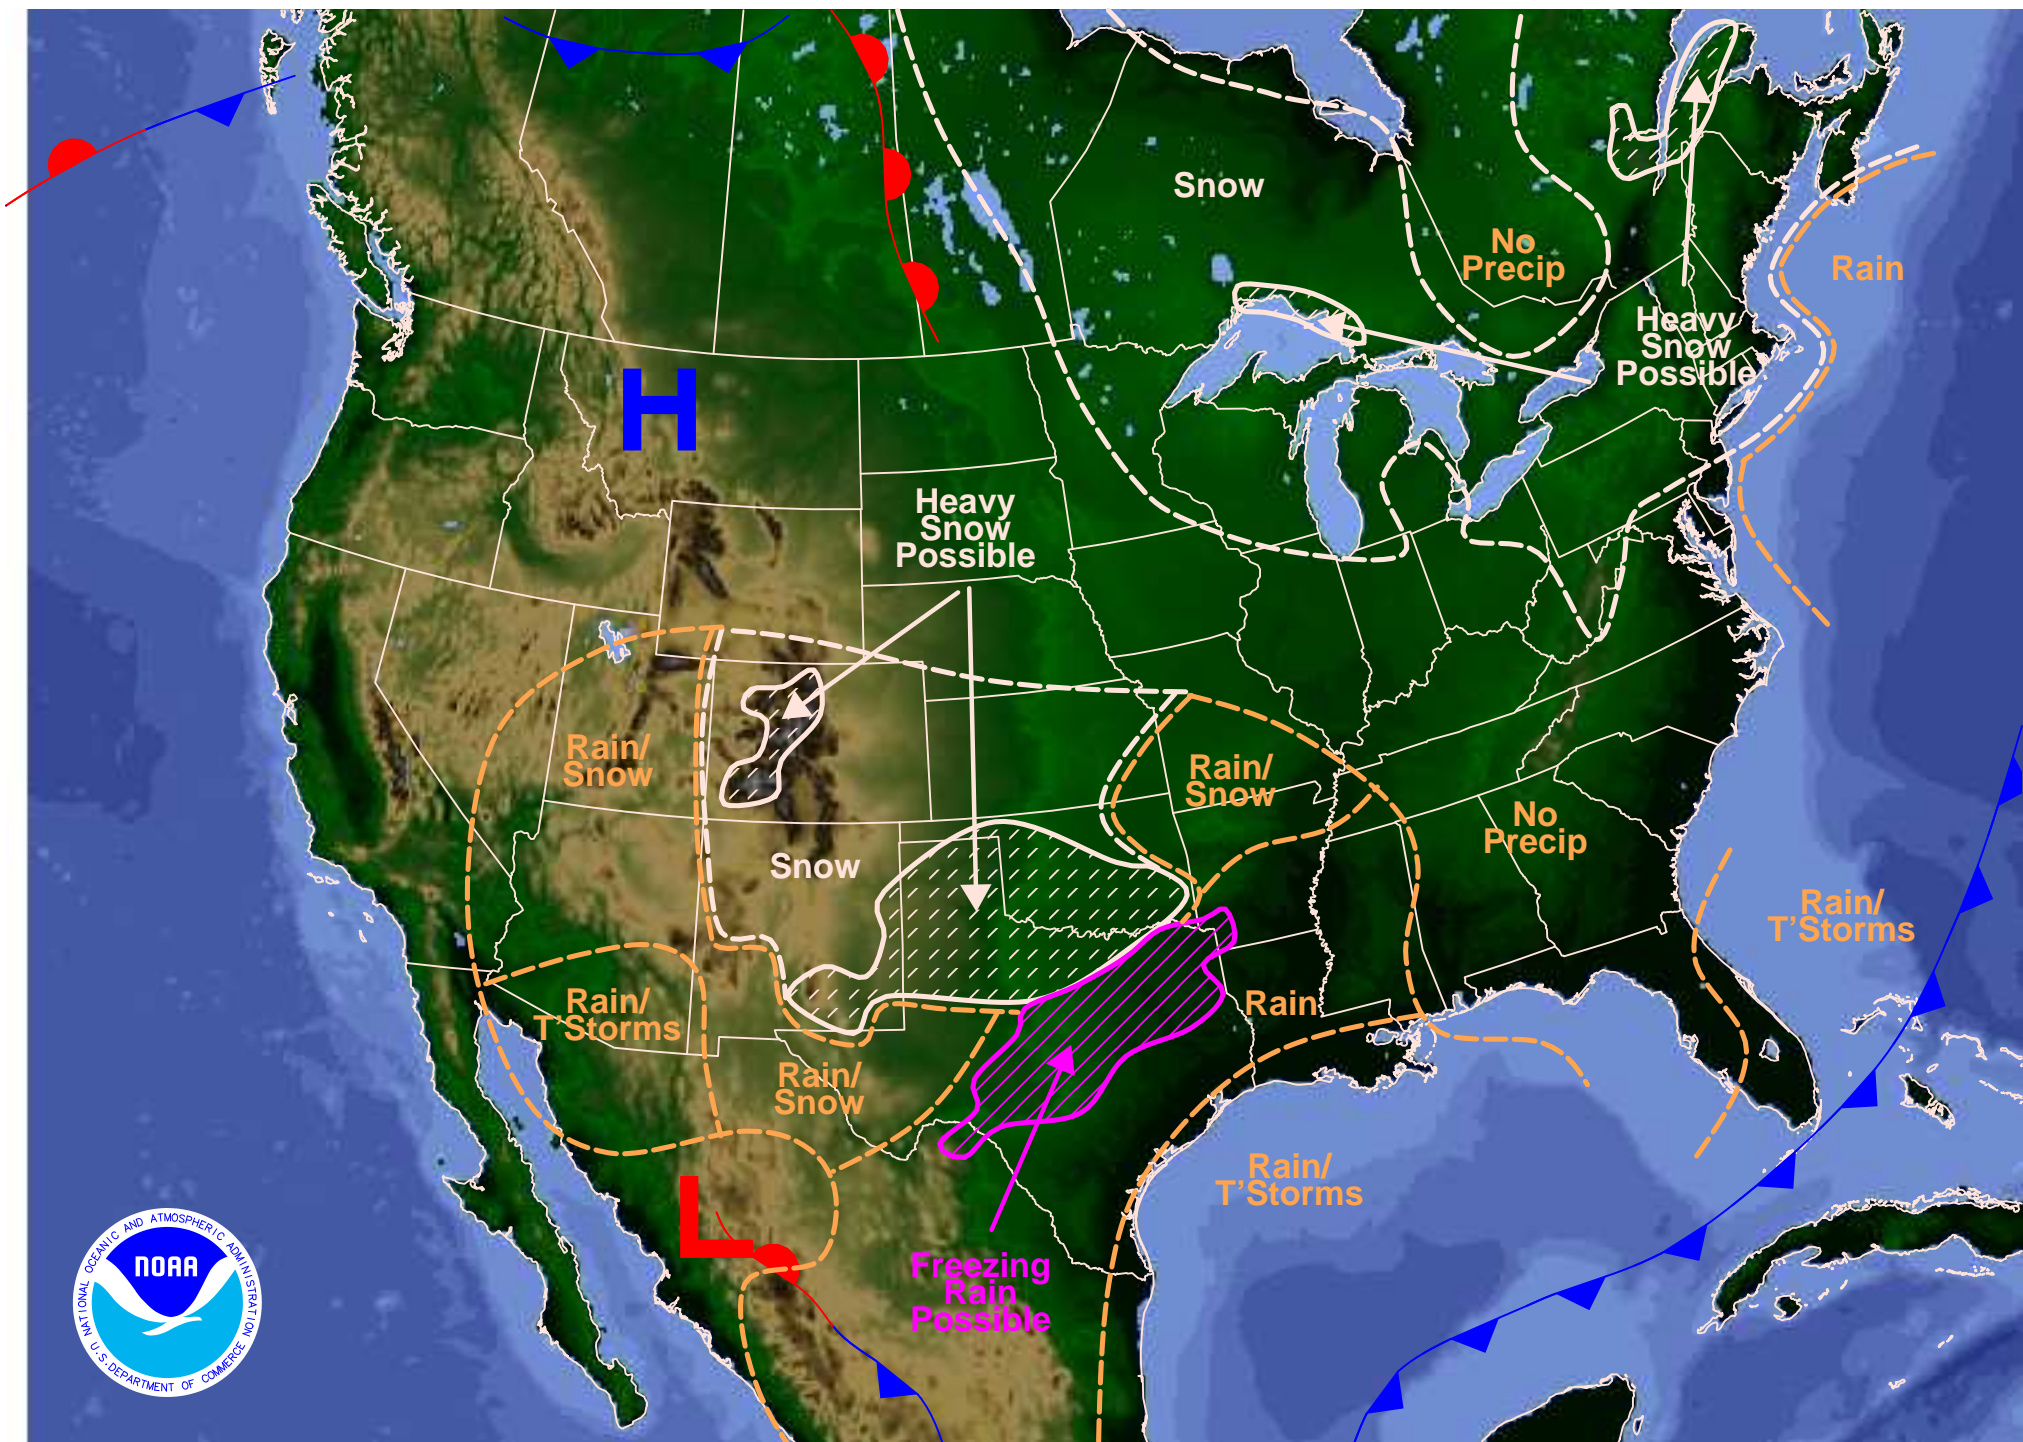 Snow
No
Precip
Rain
Heavy
Snow
Possible
H
Heavy
Snow
Possible
Rain/
Snow
Rain/
Snow
No
Precip
Snow
Rain/
T'Storms
Rain/
T'Storms
Rain
Rain/
Snow
Rain/
T'Storms
L
Freezing
Rain
Possible
NATIONAL OCEANIC AND ATMOSPHERIC ADMINISTRATION
NOAA
U.S. DEPARTMENT OF COMMERCE